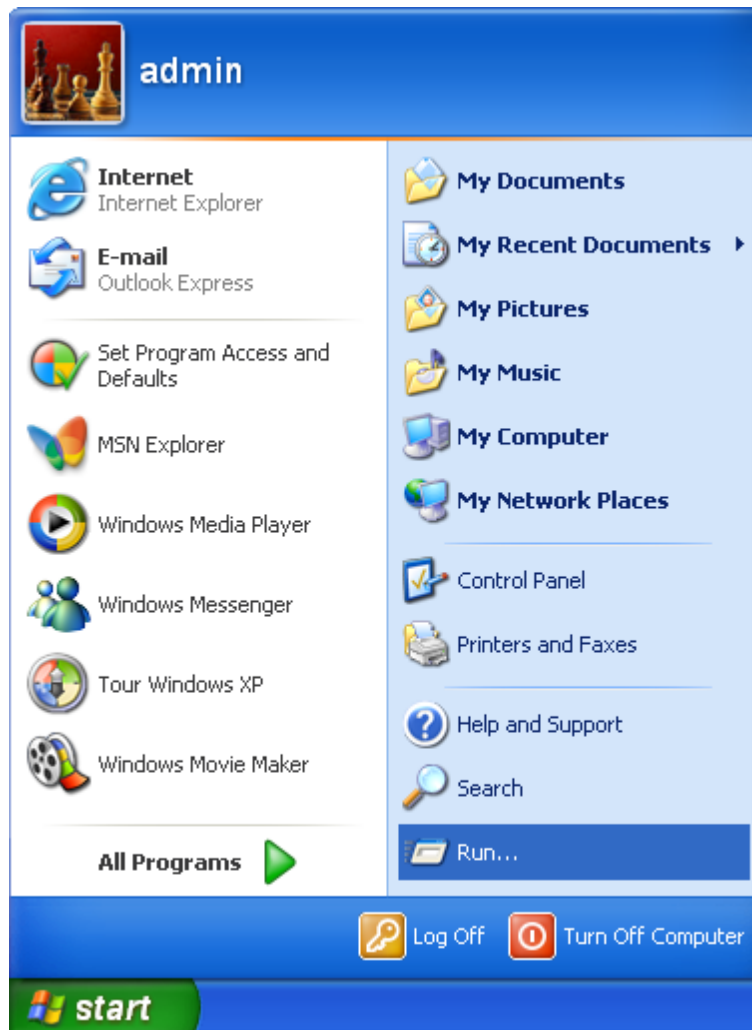 admin
Internet
Internet Explorer
E-mail
Outlook Express
Set Program Access and
Defaults
MSN Explorer
Windows Media Player
Windows Messenger
Tour Windows XP
Windows Movie Maker
All Programs
My Documents
My Recent Documents
My Pictures
My Music
My Computer
My Network Places
Control Panel
Printers and Faxes
Help and Support
Search
Run...
Log Off
Turn Off Computer
start